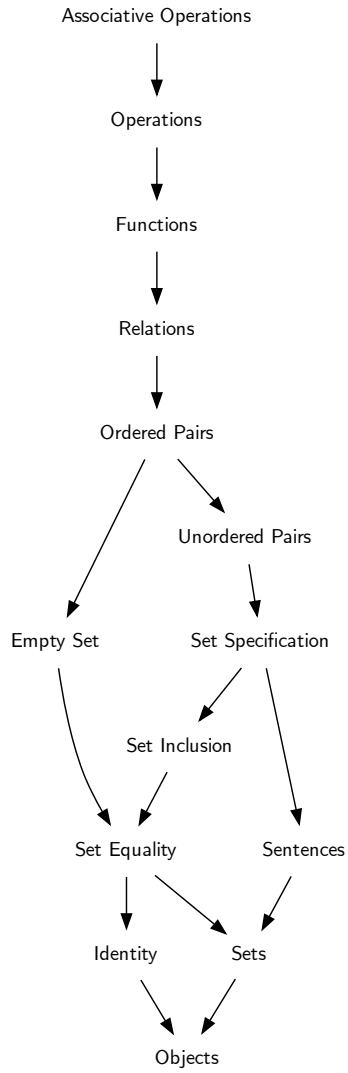 Associative Operations
Operations
Functions
Relations
Ordered Pairs
Unordered Pairs
Empty Set
Set Specification
Set Inclusion
Set Equality
Sentences
Identity
Sets
Objects